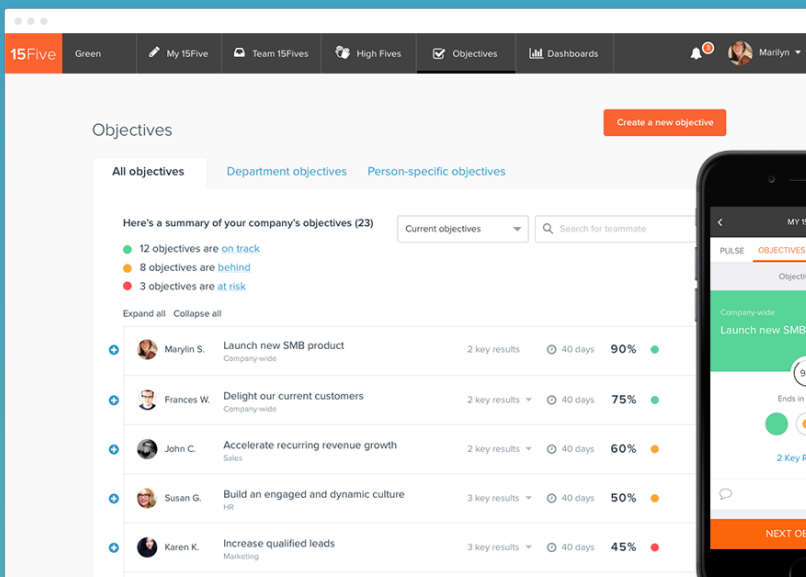 15Five
Green
My 15Five
Team 15Fives
High Fives
Objectives
Dashboards
3
Marilyn
Objectives
Create a new objective
All objectives
Department objectives
Person-specific objectives
Here's a summary of your company's objectives (23)
Current objectives
Search for teammate
12 objectives are on track
8 objectives are behind
3 objectives are at risk
Expand all Collapse all
Marylin S.
Launch new SMB product
Company-wide
2 key results
40 days
90%
Frances W.
Delight our current customers
Company-wide
2 key results
40 days
75%
John C.
Accelerate recurring revenue growth
Sales
2 key results
40 days
60%
Susan G.
Build an engaged and dynamic culture
HR
3 key results
40 days
50%
Karen K.
Increase qualified leads
Marketing
3 key results
40 days
45%
MY 15
PULSE
OBJECTIVES
Objecti
Company-wide
Launch new SMB
9
Ends in
2 Key R
NEXT OB